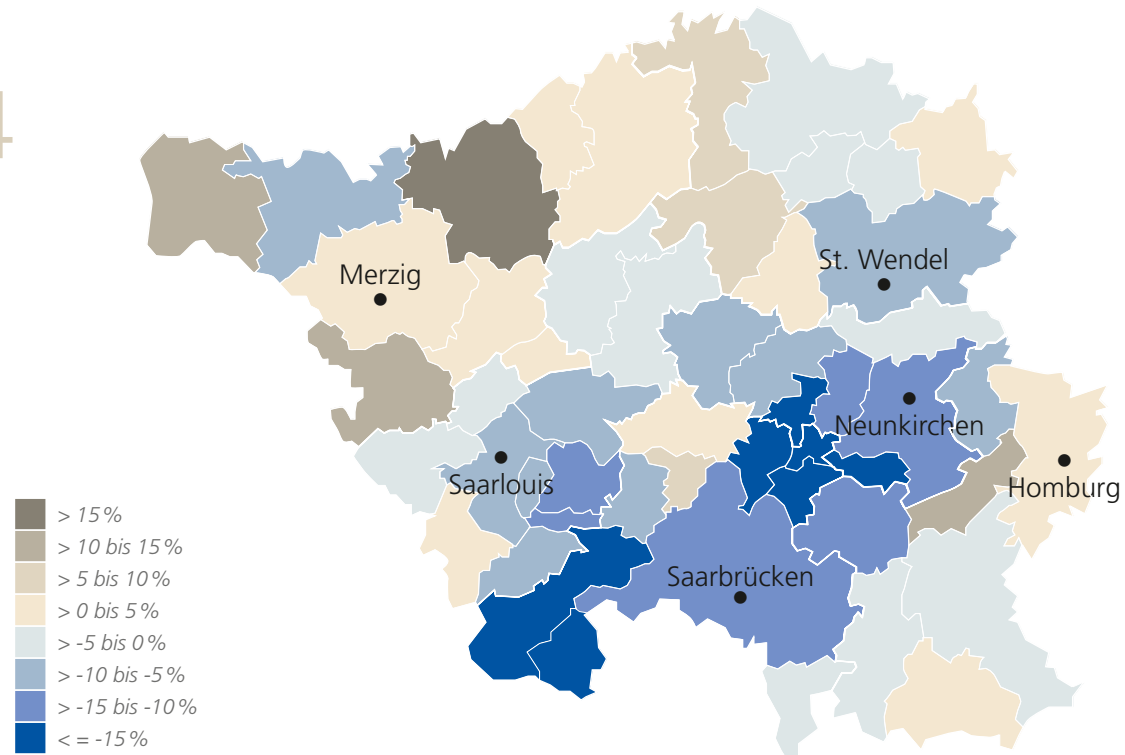 St. Wendel
Merzig
Neunkirchen
Saarlouis
Homburg
Saarbrücken
> 15 %
> 10 bis 15 %
> 5 bis 10 %
> 0 bis 5 %
> -5 bis 0 %
> -10 bis -5 %
> -15 bis -10 %
< = -15 %